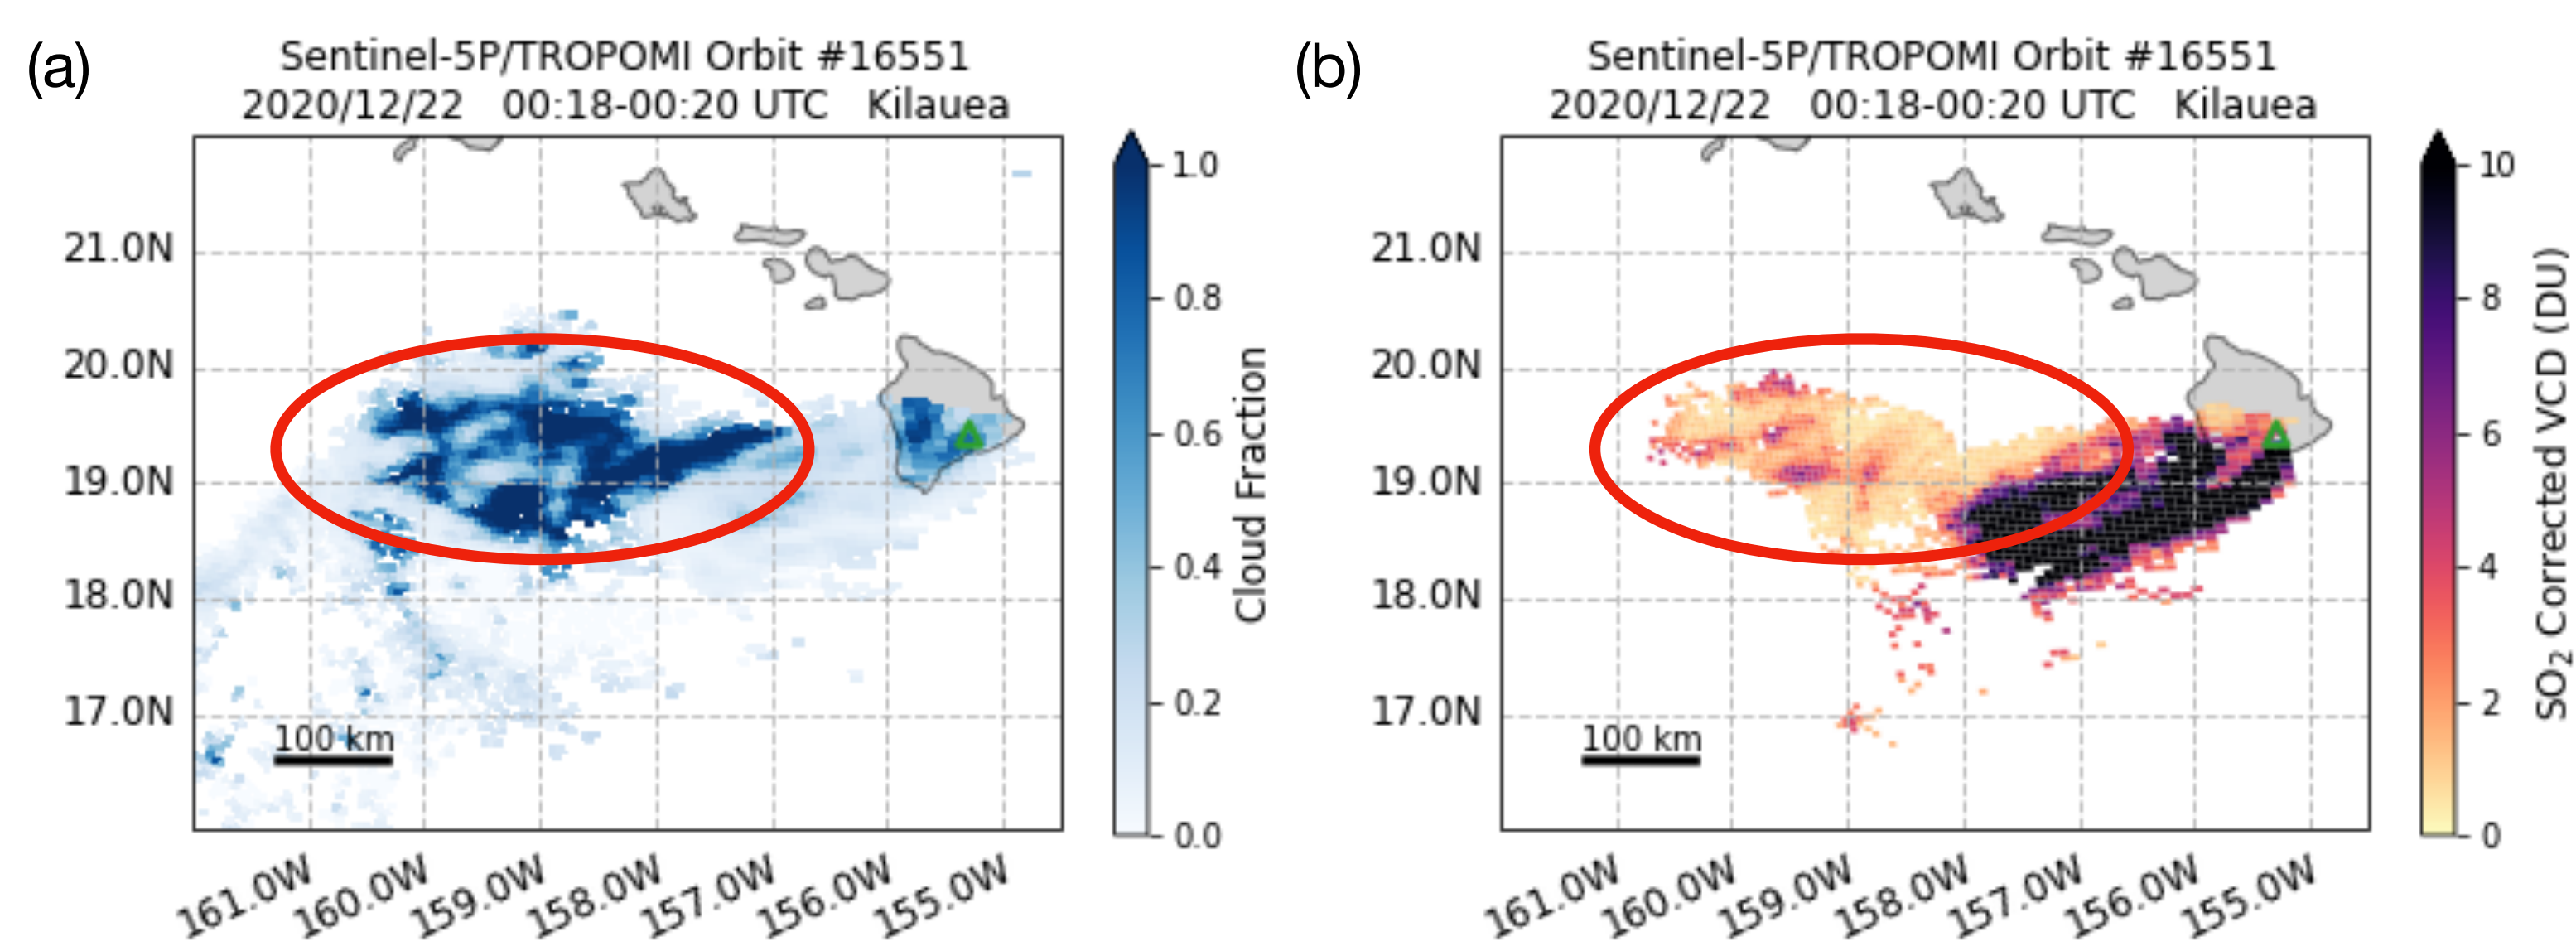 (a)
Sentinel-5P/TROPOMI Orbit #16551
2020/12/22 00:18-00:20 UTC Kilauea
21.0N
20.0N
19.0N
18.0N
17.0N
161.0W
160.0W
159.0W
158.0W
157.0W
156.0W
155.0W
100 km
1.0
0.8
0.6
0.4
0.2
0.0
Cloud Fraction
(b)
Sentinel-5P/TROPOMI Orbit #16551
2020/12/22 00:18-00:20 UTC Kilauea
21.0N
20.0N
19.0N
18.0N
17.0N
161.0W
160.0W
159.0W
158.0W
157.0W
156.0W
155.0W
100 km
10
8
6
4
2
0
SO₂ Corrected VCD (DU)